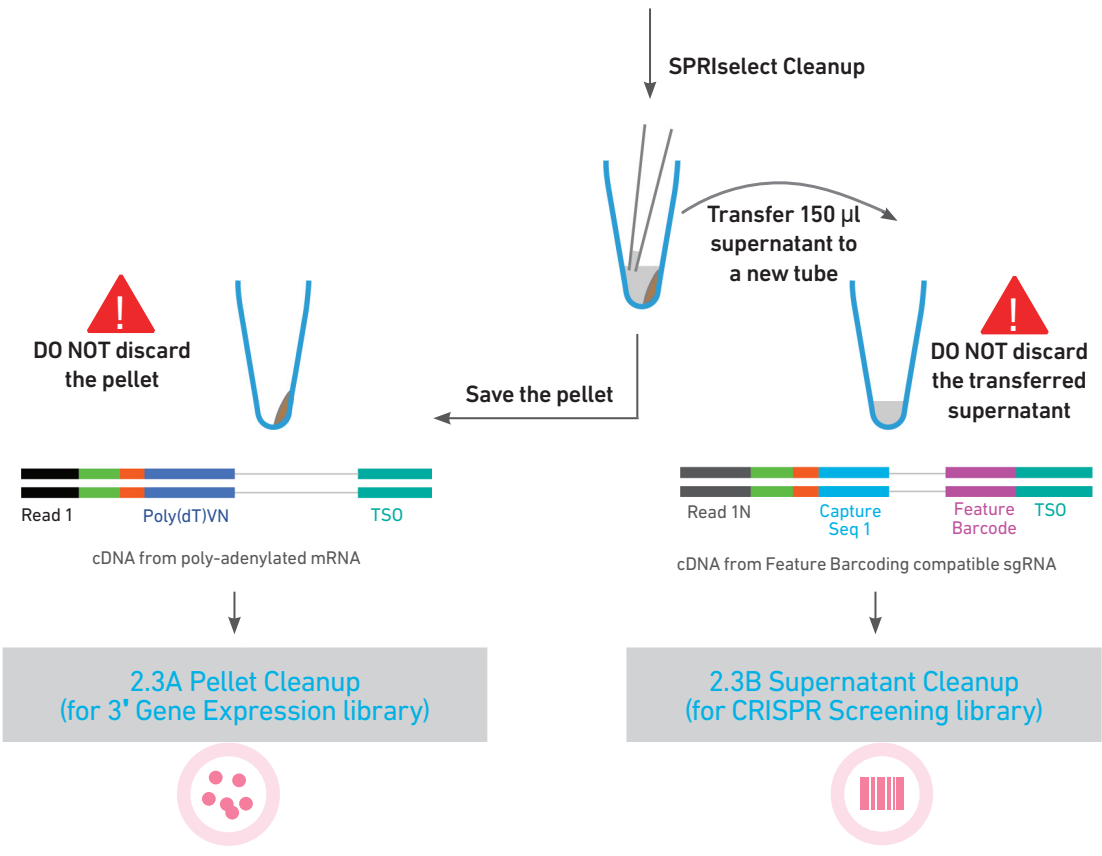 SPRIselect Cleanup
Transfer 150 µl
supernatant to
a new tube
!
DO NOT discard
the pellet
!
DO NOT discard
the transferred
supernatant
Save the pellet
Read 1
Poly(dT)VN
TSO
cDNA from poly-adenylated mRNA
Read 1N
Capture
Seq 1
Feature
Barcode
TSO
cDNA from Feature Barcoding compatible sgRNA
2.3A Pellet Cleanup
(for 3' Gene Expression library)
2.3B Supernatant Cleanup
(for CRISPR Screening library)